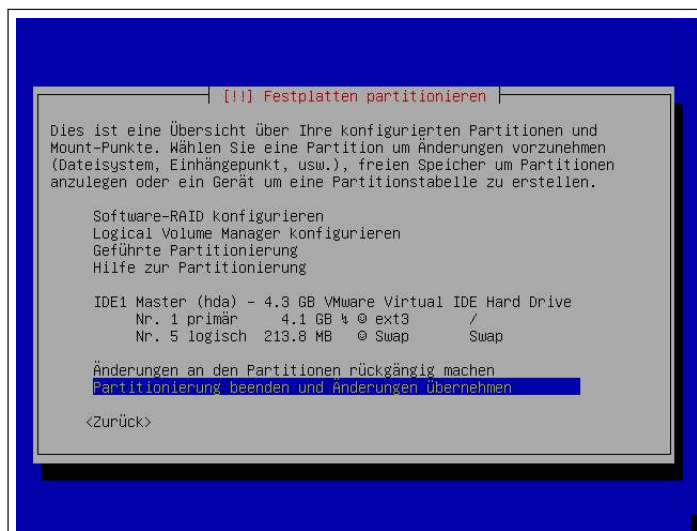 [!!] Festplatten partitionieren
Dies ist eine Übersicht über Ihre konfigurierten Partitionen und
Mount-Punkte. Wählen Sie eine Partition um Änderungen vorzunehmen
(Dateisystem, Einhängepunkt, usw.), freien Speicher um Partitionen
anzulegen oder ein Gerät um eine Partitionstabelle zu erstellen.
Software-RAID konfigurieren
Logical Volume Manager konfigurieren
Geführte Partitionierung
Hilfe zur Partitionierung
IDE1 Master (hda) - 4.3 GB VMware Virtual IDE Hard Drive
Nr. 1 primär 4.1 GB ↯ ☺ ext3 /
Nr. 5 logisch 213.8 MB ☺ Swap Swap
Änderungen an den Partitionen rückgängig machen
Partitionierung beenden und Änderungen übernehmen
<Zurück>